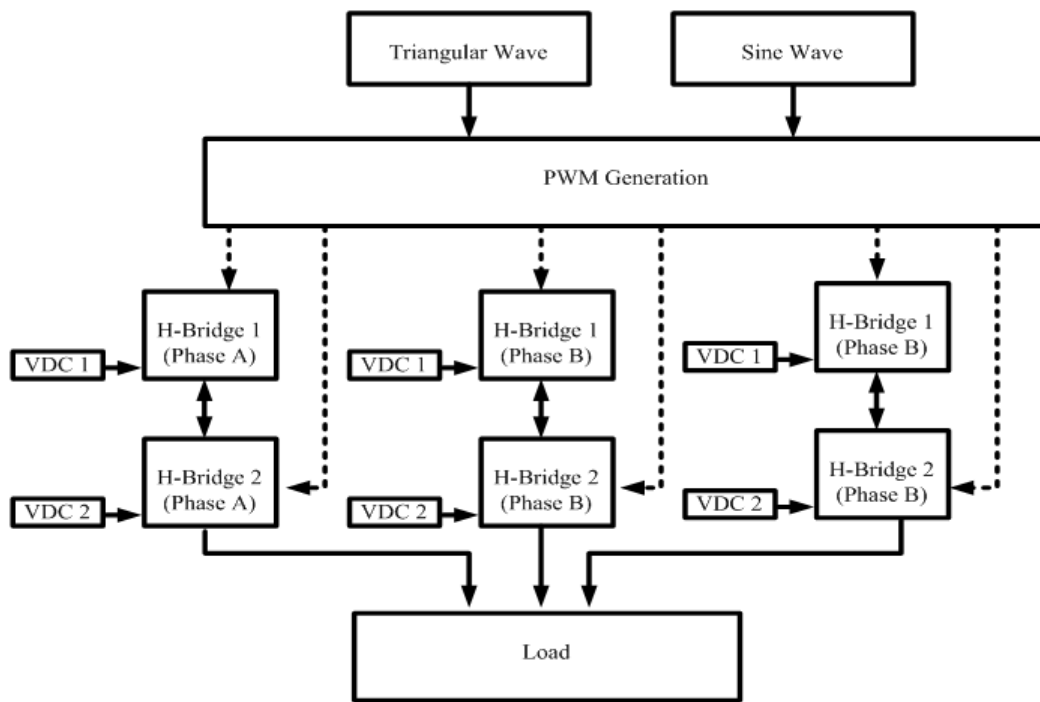 Triangular Wave
Sine Wave
PWM Generation
H-Bridge 1
(Phase A)
H-Bridge 1
(Phase B)
H-Bridge 1
(Phase B)
VDC 1
VDC 1
VDC 1
H-Bridge 2
(Phase A)
H-Bridge 2
(Phase B)
H-Bridge 2
(Phase B)
VDC 2
VDC 2
VDC 2
Load